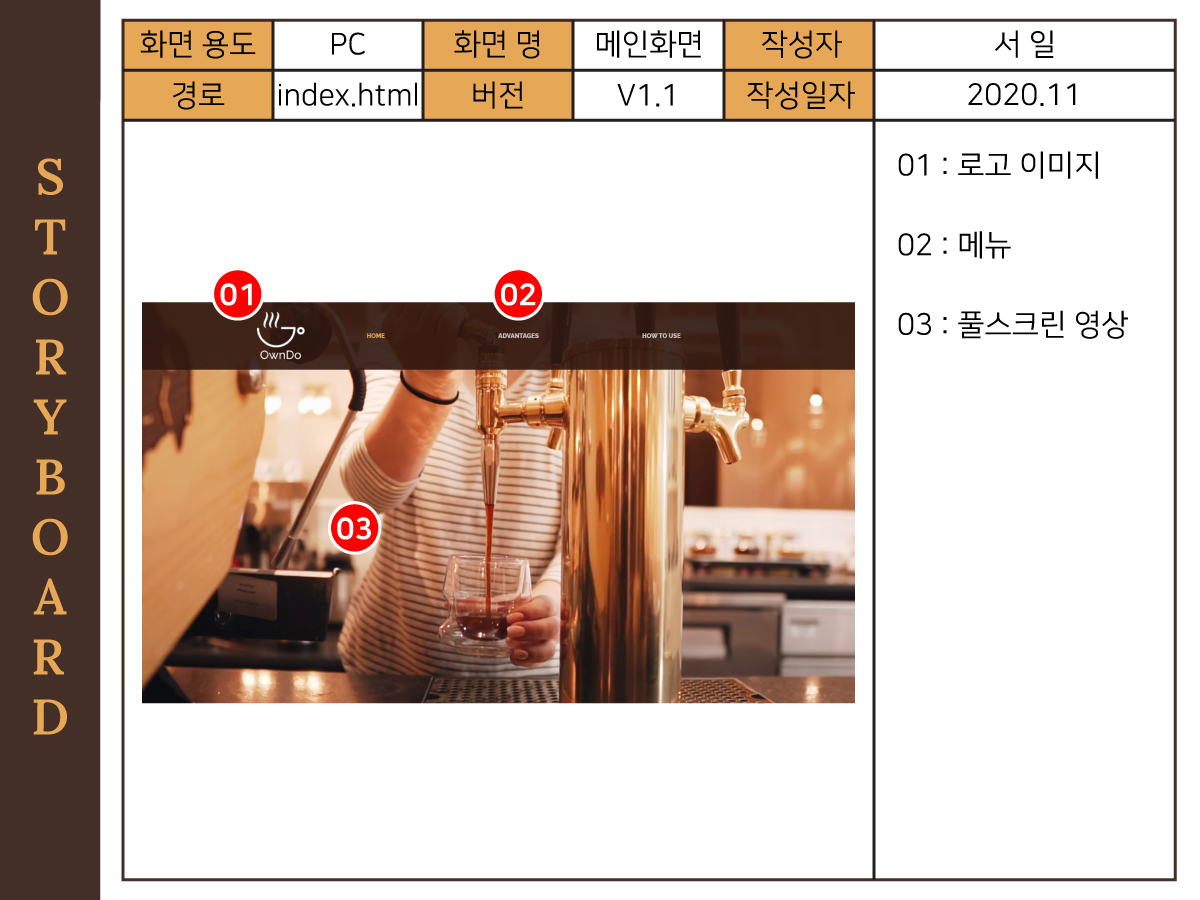 STORYBOARD
화면 용도 PC 화면 명 메인화면 작성자 서 일
경로 index.html 버전 V1.1 작성일자 2020.11
01 : 로고 이미지
02 : 메뉴
03 : 풀스크린 영상
01
02
OwnDo HOME ADVANTAGES HOW TO USE
03